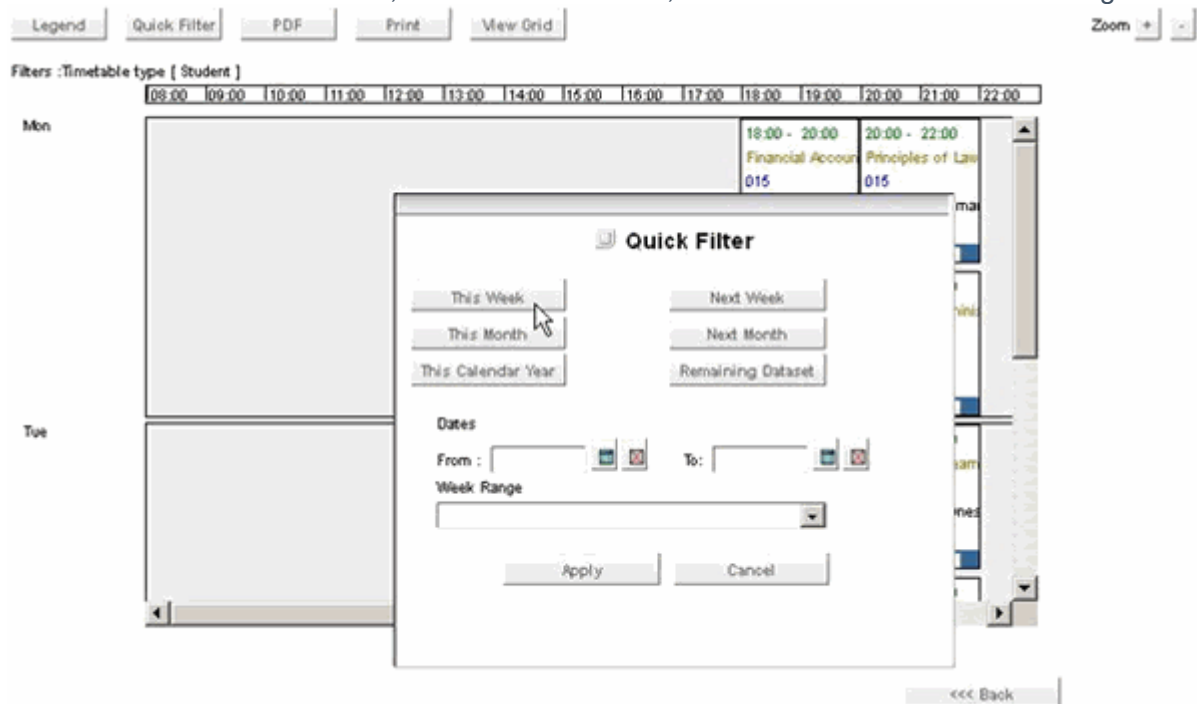 Legend Quick Filter PDF Print View Grid Zoom + -
Filters :Timetable type [ Student ]
08:00 09:00 10:00 11:00 12:00 13:00 14:00 15:00 16:00 17:00 18:00 19:00 20:00 21:00 22:00
Mon
18:00 - 20:00 20:00 - 22:00
Financial Accoun Principles of Law
015 015
mai
Quick Filter
This Week Next Week
This Month Next Month
This Calendar Year Remaining Dataset
Tue
Dates
From : To:
Week Range
Apply Cancel
<<< Back